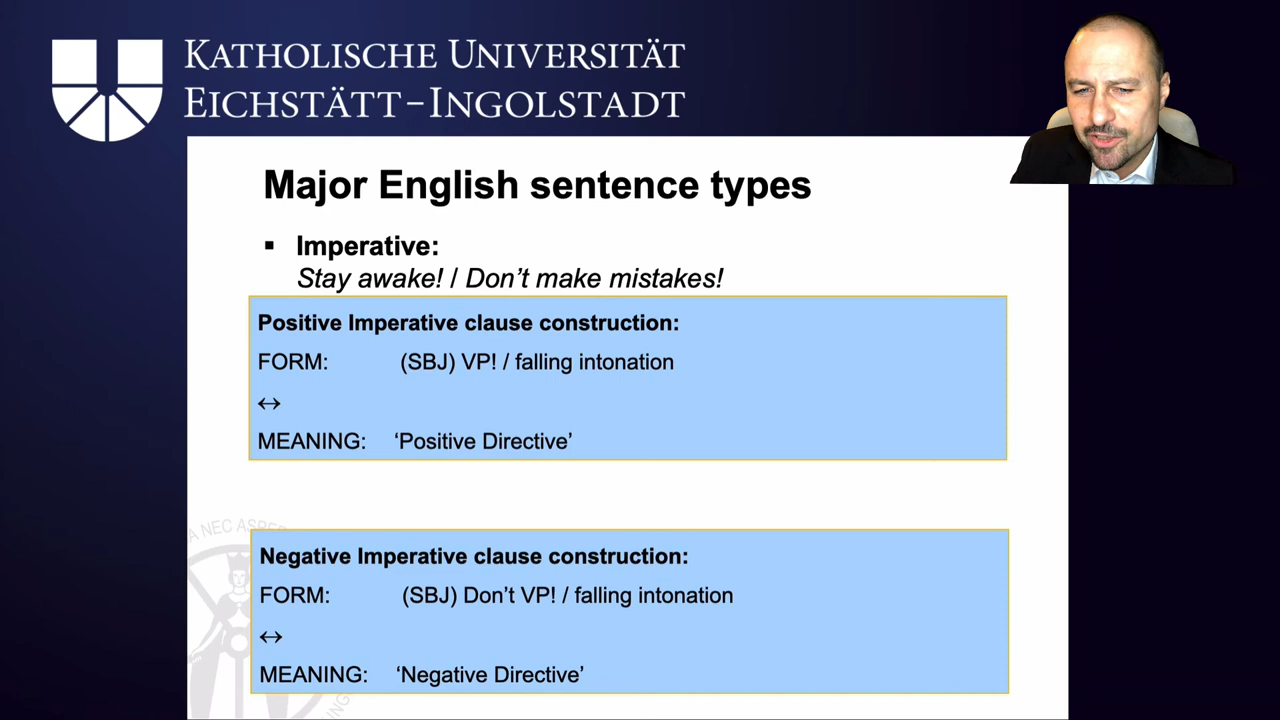 KATHOLISCHE UNIVERSITÄT
EICHSTÄTT-INGOLSTADT
Major English sentence types
▪ Imperative:
Stay awake! / Don't make mistakes!
Positive Imperative clause construction:
FORM: (SBJ) VP! / falling intonation
↔
MEANING: ‘Positive Directive’
A NEC ASPE
Negative Imperative clause construction:
FORM: (SBJ) Don’t VP! / falling intonation
↔
MEANING: ‘Negative Directive’